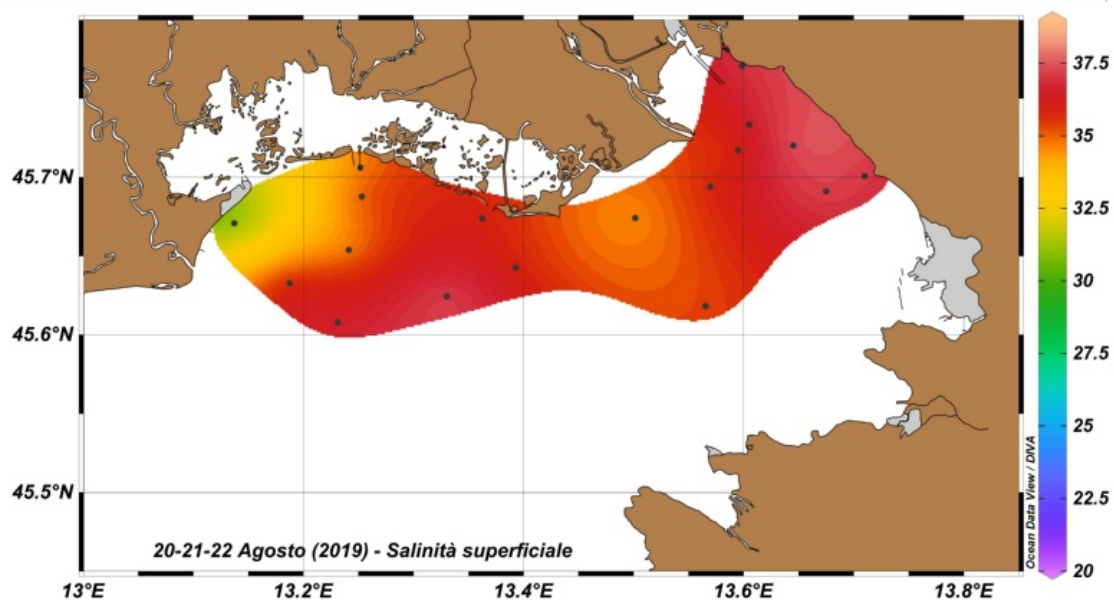 37.5
35
45.7°N
32.5
30
45.6°N
27.5
25
45.5°N
22.5
20-21-22 Agosto (2019) - Salinità superficiale
Ocean Data View / DIVA
20
13°E
13.2°E
13.4°E
13.6°E
13.8°E